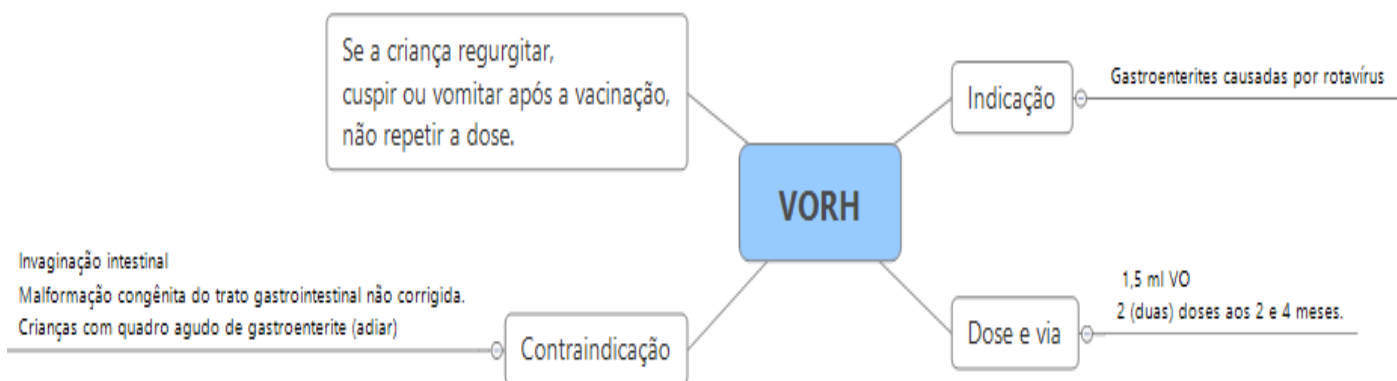 Se a criança regurgitar,
cuspir ou vomitar após a vacinação,
não repetir a dose.
Indicação
Gastroenterites causadas por rotavírus
VORH
Invaginação intestinal
Malformação congênita do trato gastrointestinal não corrigida.
Crianças com quadro agudo de gastroenterite (adiar)
Contraindicação
Dose e via
1,5 ml VO
2 (duas) doses aos 2 e 4 meses.